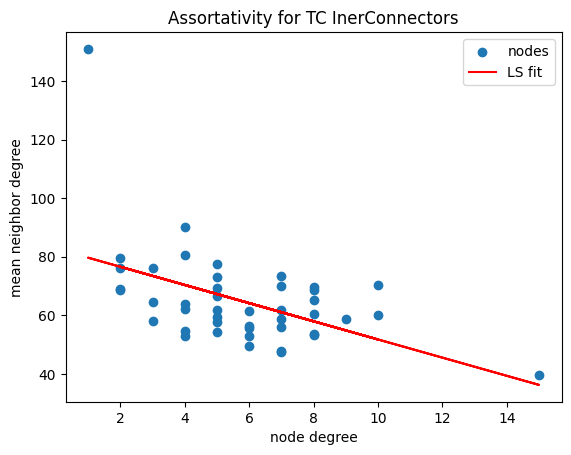 Assortativity for TC InerConnectors
nodes
LS fit
mean neighbor degree
140
120
100
80
60
40
2 4 6 8 10 12 14
node degree